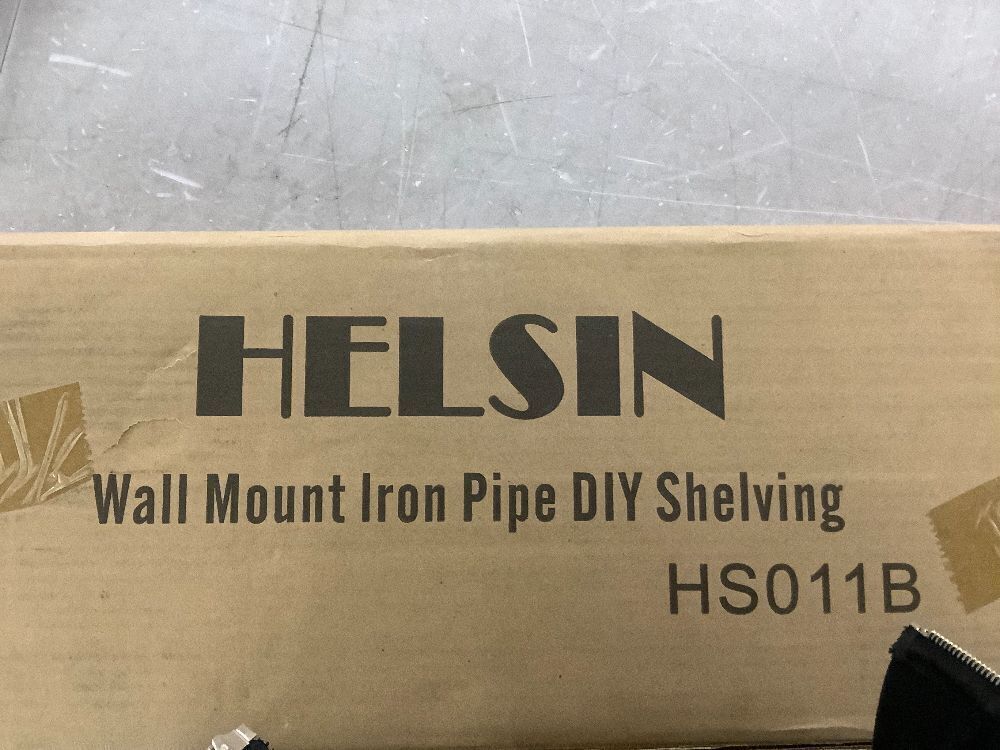 HELSIN
Wall Mount Iron Pipe DIY Shelving
HS011B